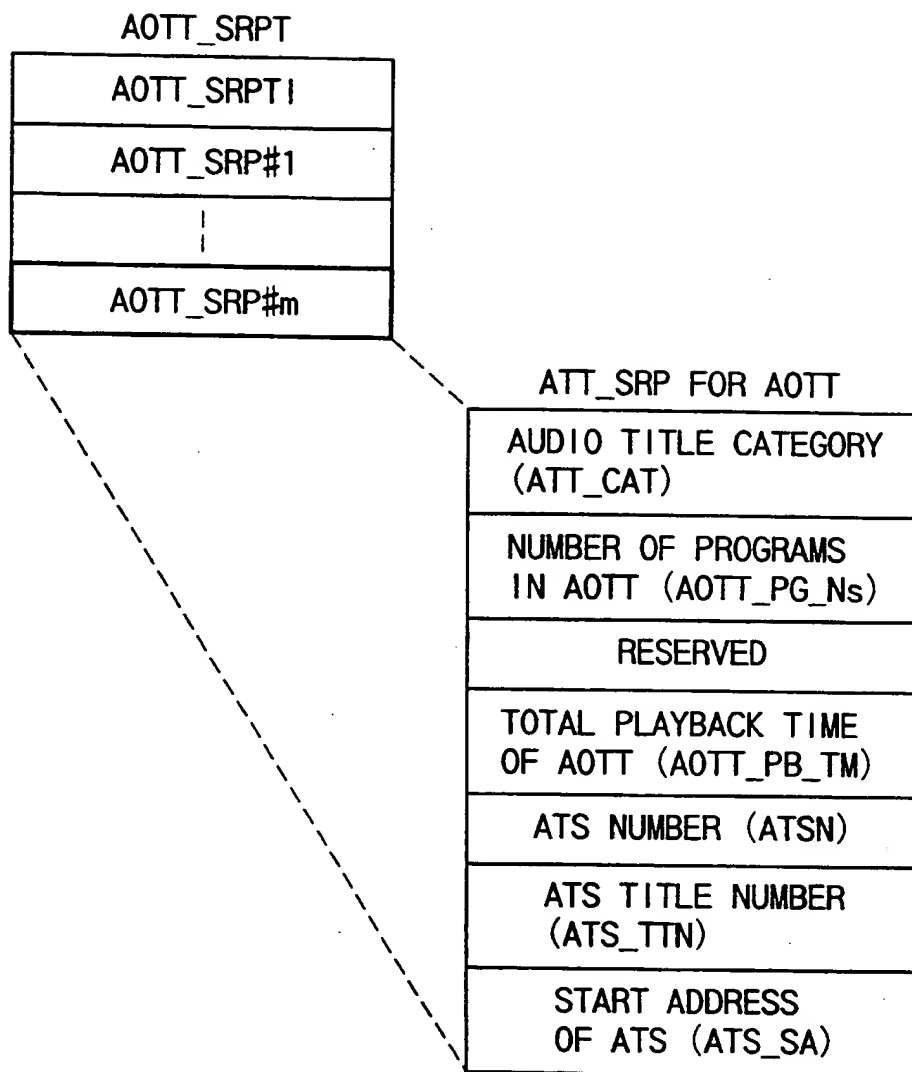 AOTT_SRPT
AOTT_SRPTI
AOTT_SRP#1
AOTT_SRP#m
ATT_SRP FOR AOTT
AUDIO TITLE CATEGORY
(ATT_CAT)
NUMBER OF PROGRAMS
IN AOTT (AOTT_PG_Ns)
RESERVED
TOTAL PLAYBACK TIME
OF AOTT (AOTT_PB_TM)
ATS NUMBER (ATSN)
ATS TITLE NUMBER
(ATS_TTN)
START ADDRESS
OF ATS (ATS_SA)